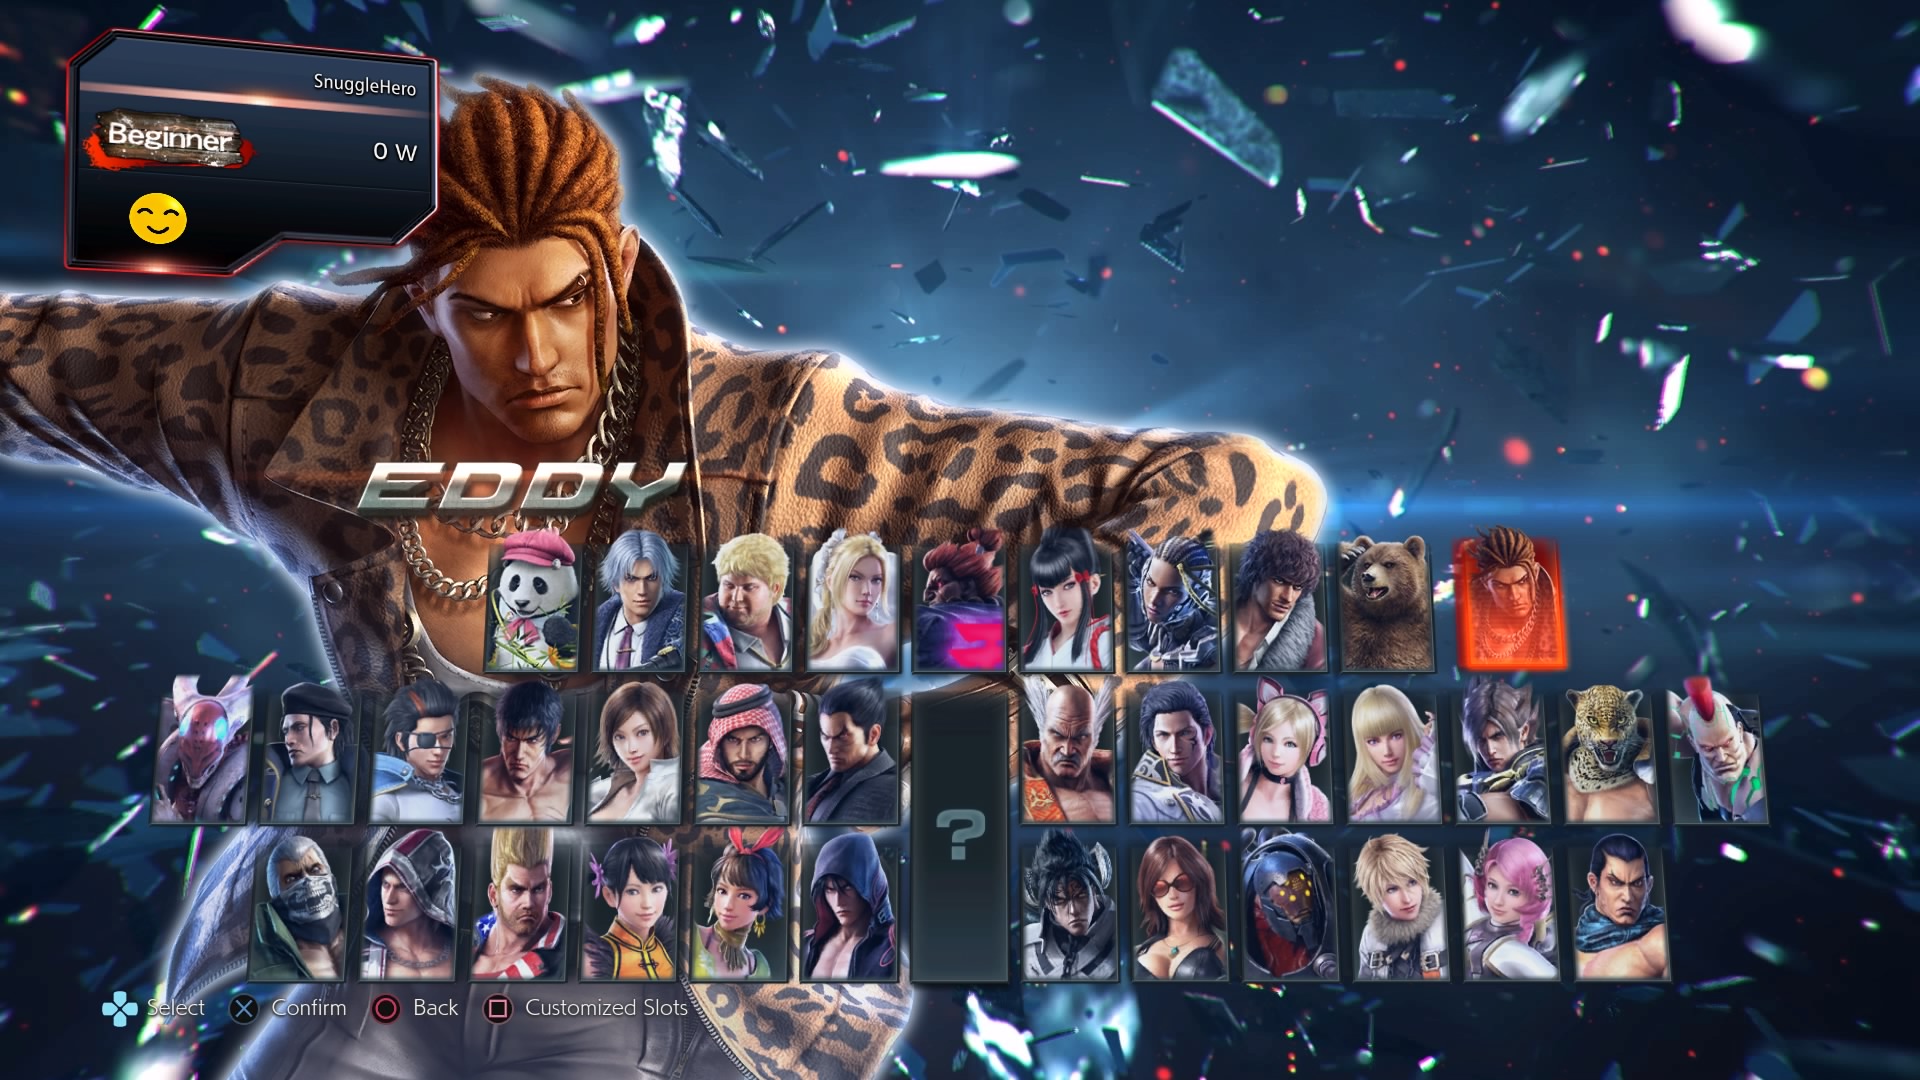 SnuggleHero
Beginner
0 W
EDDY
?
Select Confirm Back Customized Slots